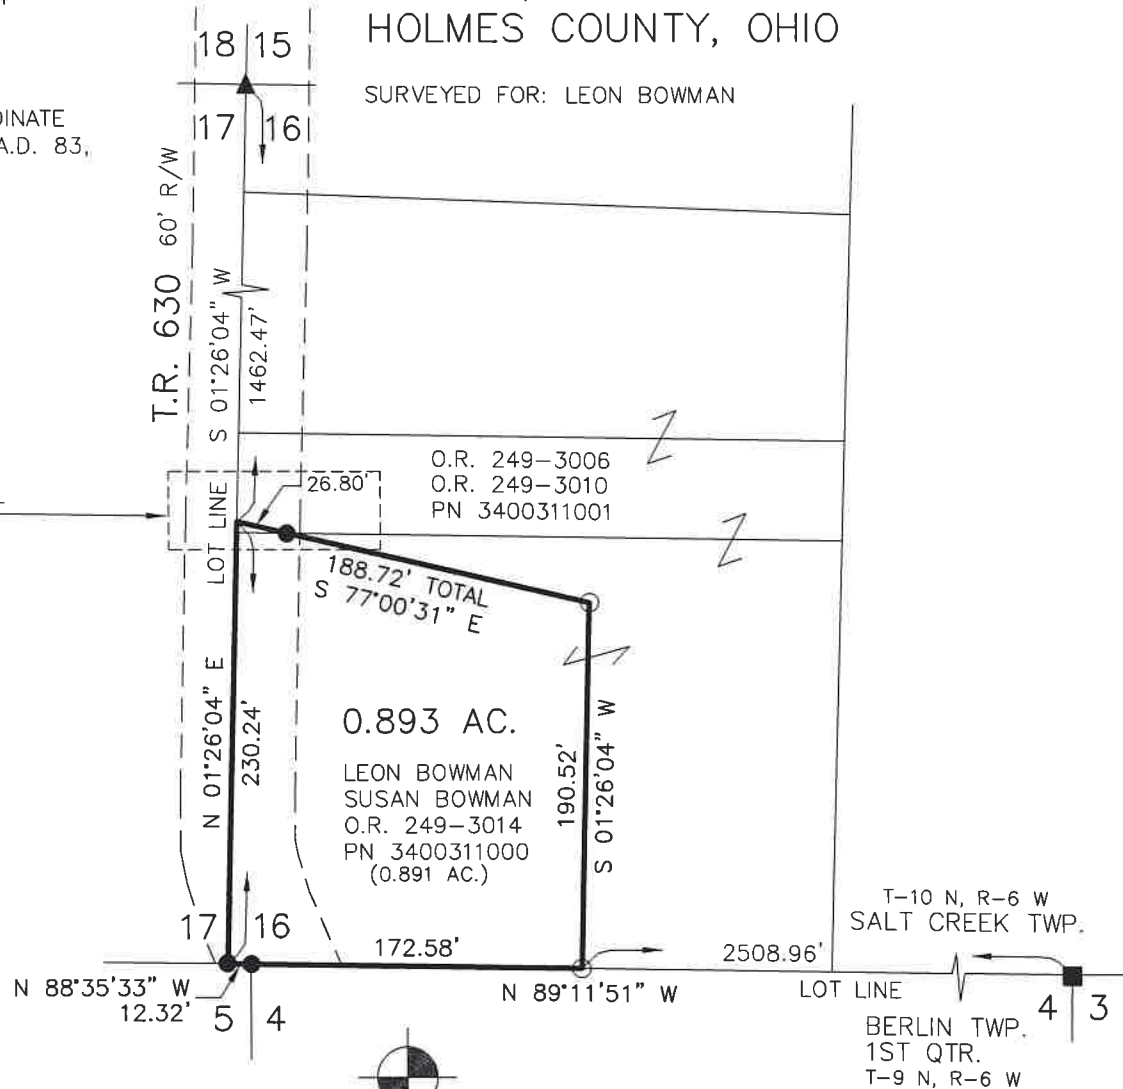 HOLMES COUNTY, OHIO
SURVEYED FOR: LEON BOWMAN
18 15
17 16
A.D. 83,
T.R. 630 60' R/W
LOT LINE S 01°26'04" W
1462.47'
O.R. 249-3006
O.R. 249-3010
PN 3400311001
26.80'
188.72' TOTAL
S 77°00'31" E
N 01°26'04" E
230.24'
0.893 AC.
LEON BOWMAN
SUSAN BOWMAN
O.R. 249-3014
PN 3400311000
(0.891 AC.)
190.52'
S 01°26'04" W
17 16
172.58'
2508.96'
T-10 N, R-6 W
SALT CREEK TWP.
N 88°35'33" W
12.32'
5 4
N 89°11'51" W
LOT LINE
4 3
BERLIN TWP.
1ST QTR.
T-9 N, R-6 W